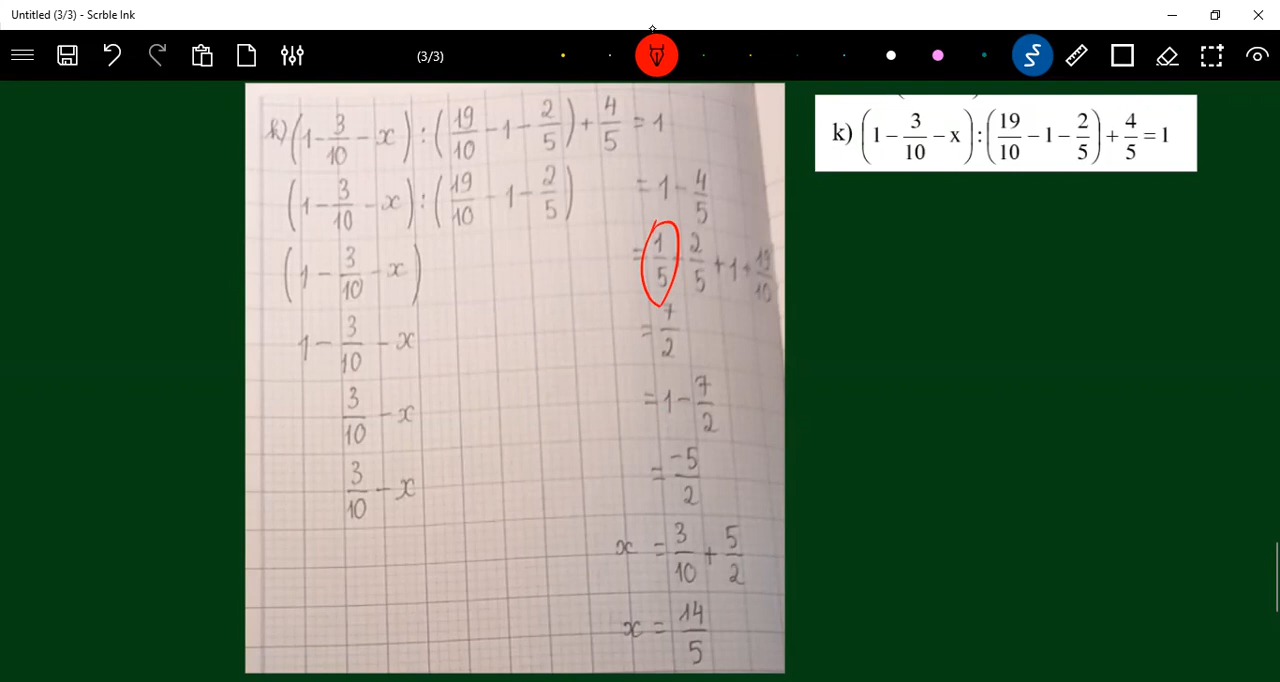 Untitled (3/3) - Scrble Ink
(3/3)
k) (1 - 3/10 - x) : (19/10 - 1 - 2/5) + 4/5 = 1
(1 - 3/10 - x) : (19/10 - 1 - 2/5) = 1 - 4/5
(1 - 3/10 - x) = 1/5 + 2/5 + 1 + 19/10
1 - 3/10 - x = 7/2
3/10 - x = 1 - 7/2
3/10 - x = -5/2
x = 3/10 + 5/2
x = 14/5
k) (1 - 3/10 - x) : (19/10 - 1 - 2/5) + 4/5 = 1